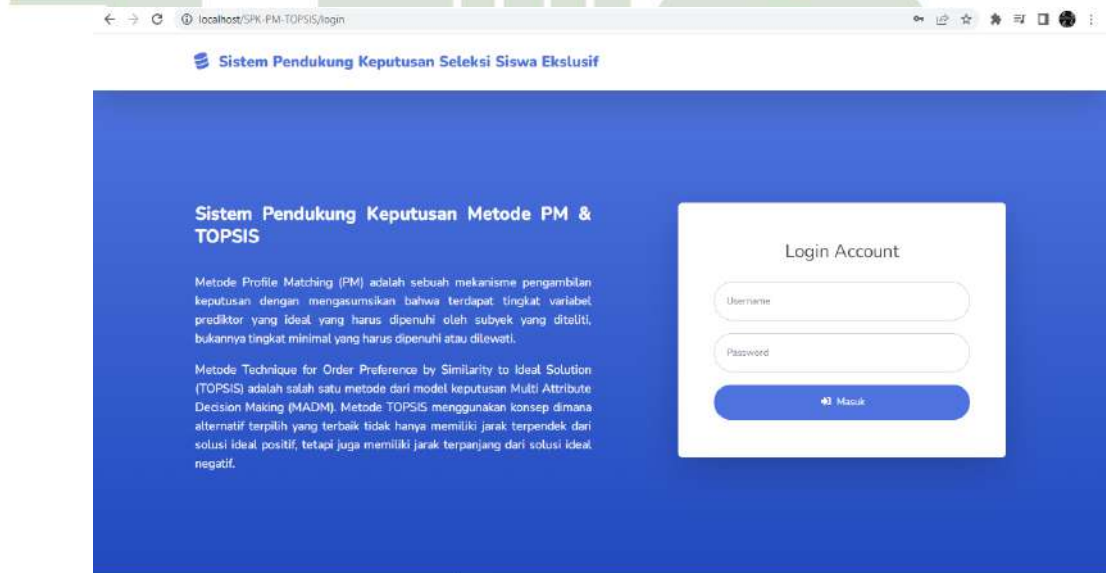 localhost/SPK-PM-TOPSIS/login
Sistem Pendukung Keputusan Seleksi Siswa Ekslusif
Sistem Pendukung Keputusan Metode PM &
TOPSIS
Metode Profile Matching (PM) adalah sebuah mekanisme pengambilan
keputusan dengan mengasumsikan bahwa terdapat tingkat variabel
prediktor yang ideal yang harus dipenuhi oleh subyek yang diteliti,
bukannya tingkat minimal yang harus dipenuhi atau dilewati.
Metode Technique for Order Preference by Similarity to Ideal Solution
(TOPSIS) adalah salah satu metode dari model keputusan Multi Attribute
Decision Making (MADM). Metode TOPSIS menggunakan konsep dimana
alternatif terpilih yang terbaik tidak hanya memiliki jarak terpendek dari
solusi ideal positif, tetapi juga memiliki jarak terpanjang dari solusi ideal
negatif.
Login Account
Username
Password
Masuk